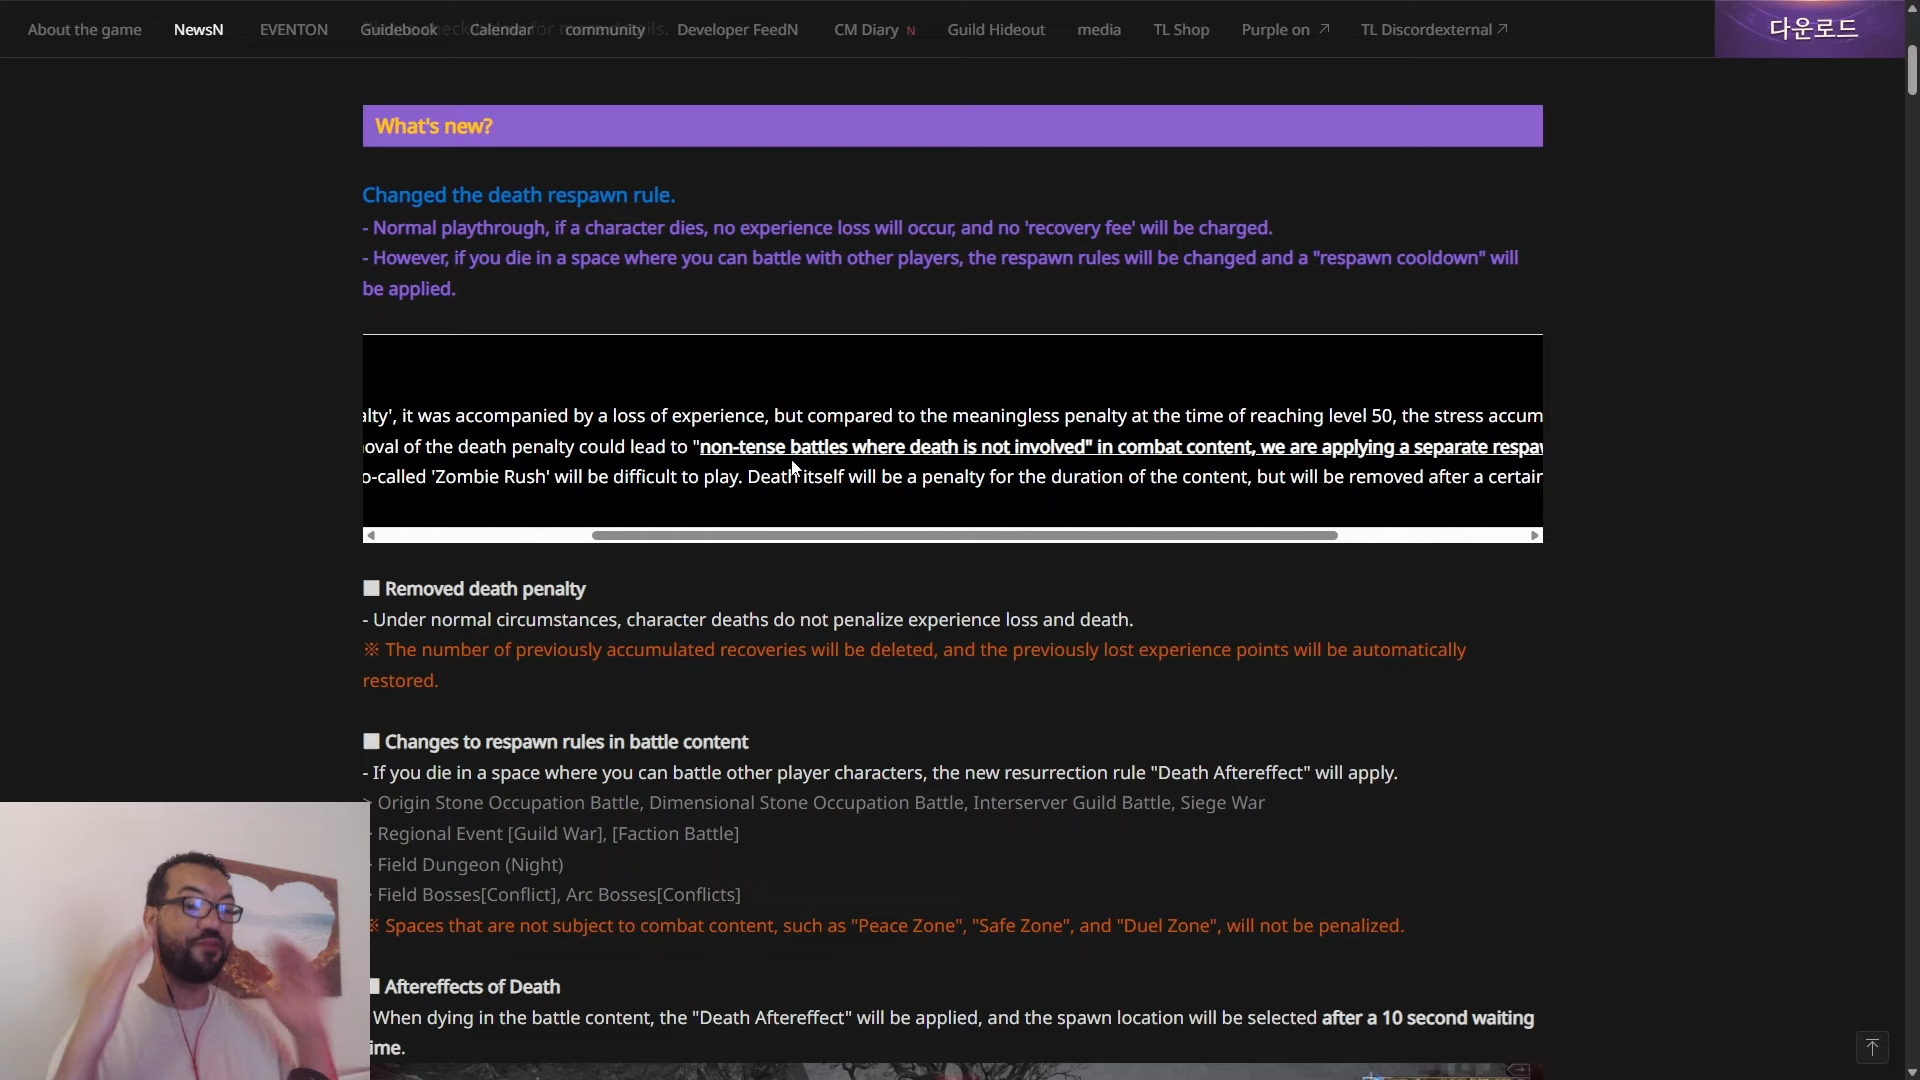 About the game NewsN EVENTON Guidebook Calendar community Developer FeedN CM Diary N Guild Hideout media TL Shop Purple on TL Discordexternal 다운로드
What's new?
Changed the death respawn rule.
- Normal playthrough, if a character dies, no experience loss will occur, and no 'recovery fee' will be charged.
- However, if you die in a space where you can battle with other players, the respawn rules will be changed and a "respawn cooldown" will
be applied.
alty', it was accompanied by a loss of experience, but compared to the meaningless penalty at the time of reaching level 50, the stress accum
oval of the death penalty could lead to "non-tense battles where death is not involved" in combat content, we are applying a separate respaw
o-called 'Zombie Rush' will be difficult to play. Death itself will be a penalty for the duration of the content, but will be removed after a certain
■ Removed death penalty
- Under normal circumstances, character deaths do not penalize experience loss and death.
※ The number of previously accumulated recoveries will be deleted, and the previously lost experience points will be automatically
restored.
■ Changes to respawn rules in battle content
- If you die in a space where you can battle other player characters, the new resurrection rule "Death Aftereffect" will apply.
> Origin Stone Occupation Battle, Dimensional Stone Occupation Battle, Interserver Guild Battle, Siege War
Regional Event [Guild War], [Faction Battle]
Field Dungeon (Night)
Field Bosses[Conflict], Arc Bosses[Conflicts]
※ Spaces that are not subject to combat content, such as "Peace Zone", "Safe Zone", and "Duel Zone", will not be penalized.
■ Aftereffects of Death
When dying in the battle content, the "Death Aftereffect" will be applied, and the spawn location will be selected after a 10 second waiting
ime.